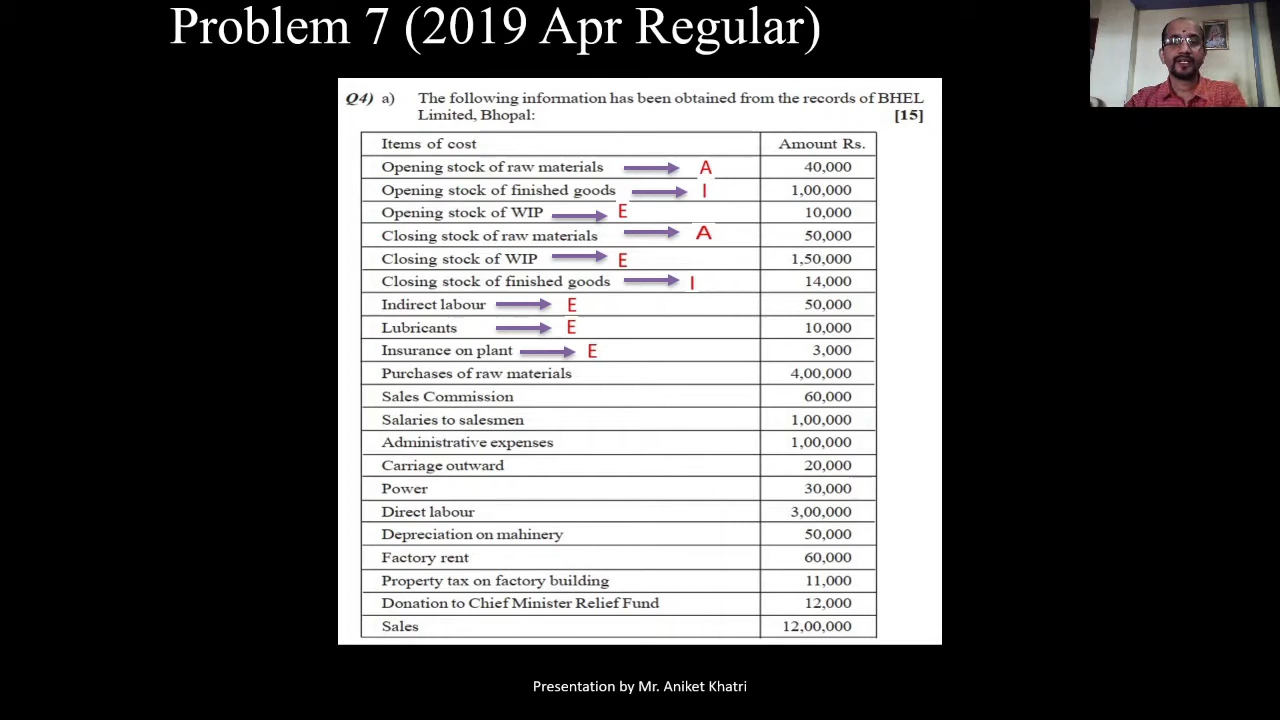 Problem 7 (2019 Apr Regular)
Q4) a) The following information has been obtained from the records of BHEL
Limited, Bhopal: [15]
Items of cost Amount Rs.
Opening stock of raw materials A 40,000
Opening stock of finished goods I 1,00,000
Opening stock of WIP E 10,000
Closing stock of raw materials A 50,000
Closing stock of WIP E 1,50,000
Closing stock of finished goods I 14,000
Indirect labour E 50,000
Lubricants E 10,000
Insurance on plant E 3,000
Purchases of raw materials 4,00,000
Sales Commission 60,000
Salaries to salesmen 1,00,000
Administrative expenses 1,00,000
Carriage outward 20,000
Power 30,000
Direct labour 3,00,000
Depreciation on mahinery 50,000
Factory rent 60,000
Property tax on factory building 11,000
Donation to Chief Minister Relief Fund 12,000
Sales 12,00,000
Presentation by Mr. Aniket Khatri